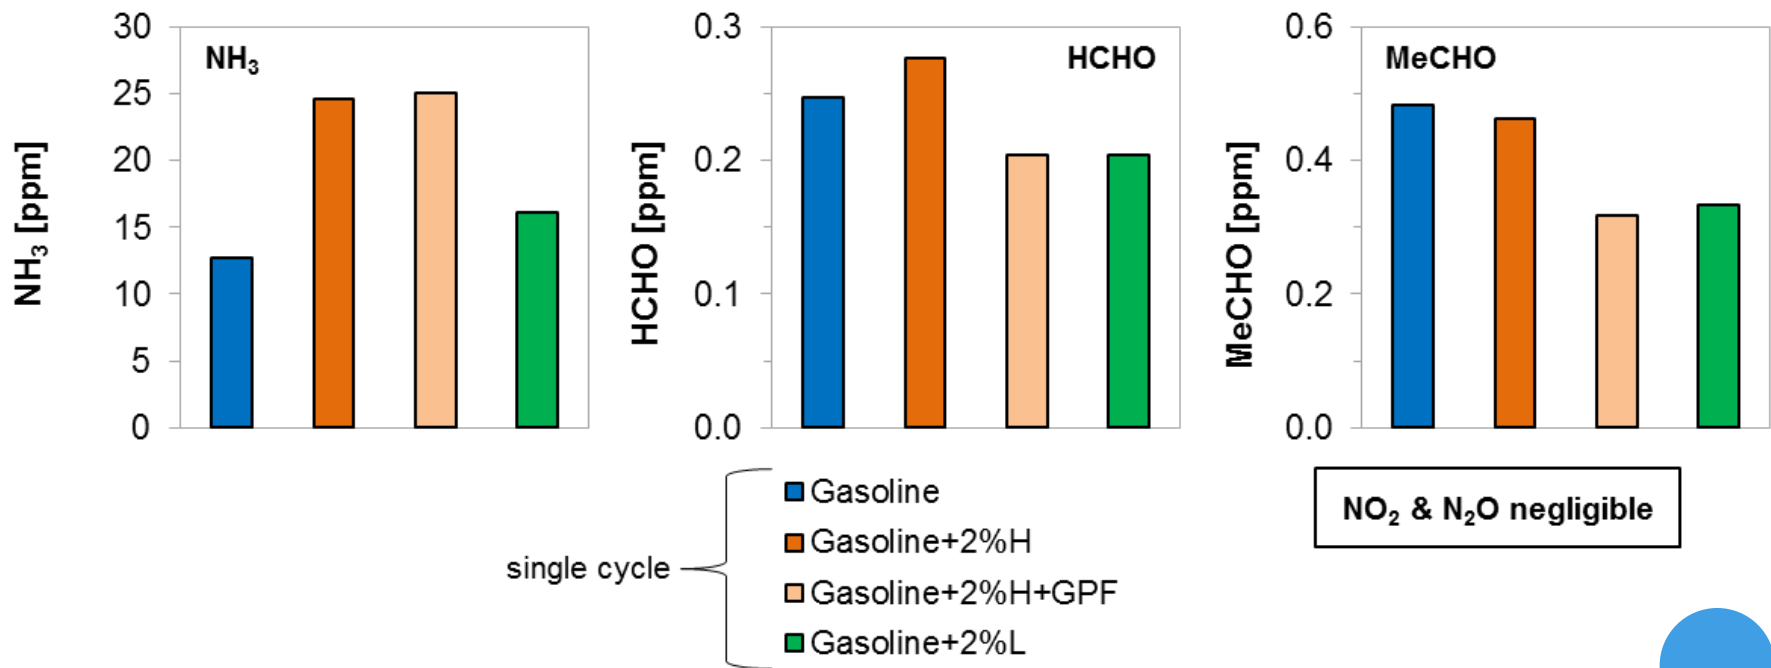 NH₃ [ppm]
30
25
20
15
10
5
0
NH₃
HCHO [ppm]
0.3
0.2
0.1
0.0
HCHO
MeCHO [ppm]
0.6
0.4
0.2
0.0
MeCHO
single cycle
Gasoline
Gasoline+2%H
Gasoline+2%H+GPF
Gasoline+2%L
NO₂ & N₂O negligible